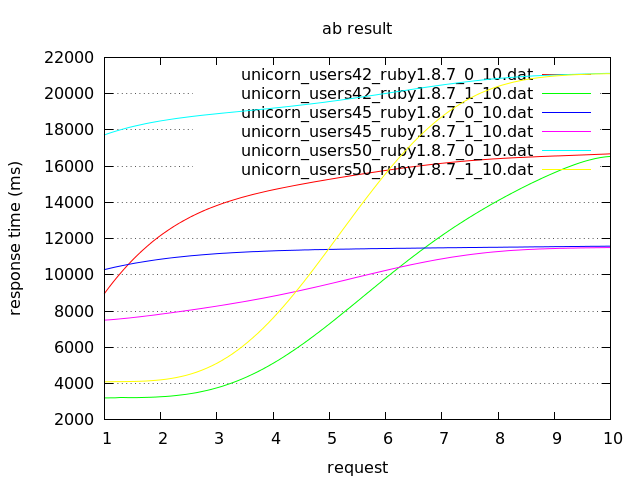 ab result
22000
20000
18000
16000
14000
12000
10000
8000
6000
4000
2000
response time (ms)
unicorn_users42_ruby1.8.7_0_10.dat
unicorn_users42_ruby1.8.7_1_10.dat
unicorn_users45_ruby1.8.7_0_10.dat
unicorn_users45_ruby1.8.7_1_10.dat
unicorn_users50_ruby1.8.7_0_10.dat
unicorn_users50_ruby1.8.7_1_10.dat
1 2 3 4 5 6 7 8 9 10
request